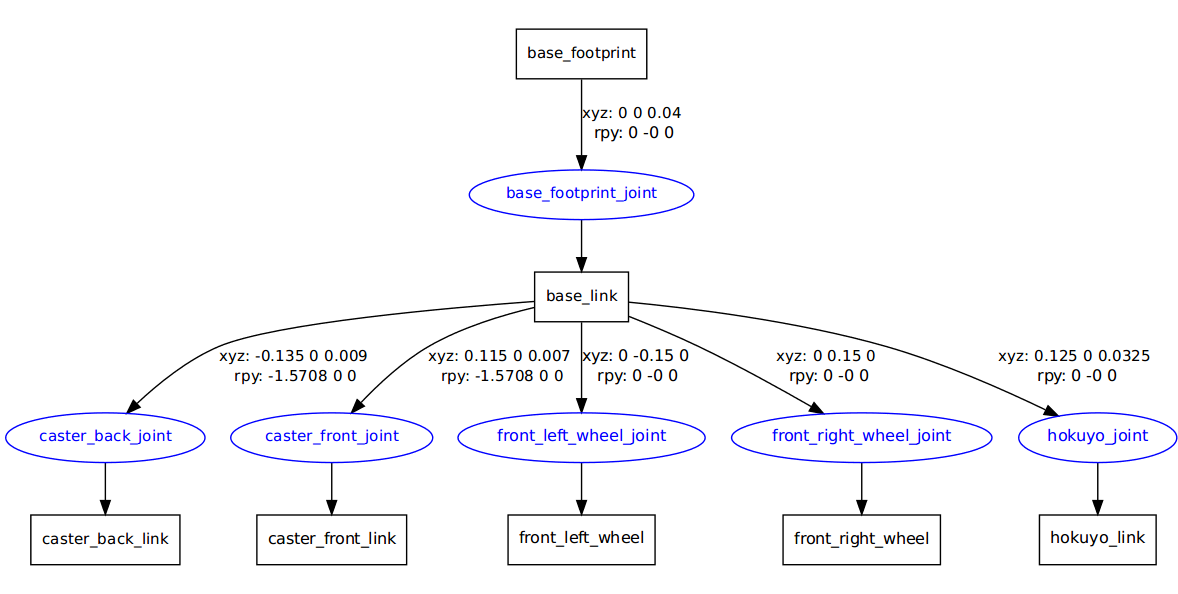 base_footprint
xyz: 0 0 0.04
rpy: 0 -0 0
base_footprint_joint
base_link
xyz: -0.135 0 0.009
rpy: -1.5708 0 0
xyz: 0.115 0 0.007
rpy: -1.5708 0 0
xyz: 0 -0.15 0
rpy: 0 -0 0
xyz: 0 0.15 0
rpy: 0 -0 0
xyz: 0.125 0 0.0325
rpy: 0 -0 0
caster_back_joint
caster_front_joint
front_left_wheel_joint
front_right_wheel_joint
hokuyo_joint
caster_back_link
caster_front_link
front_left_wheel
front_right_wheel
hokuyo_link